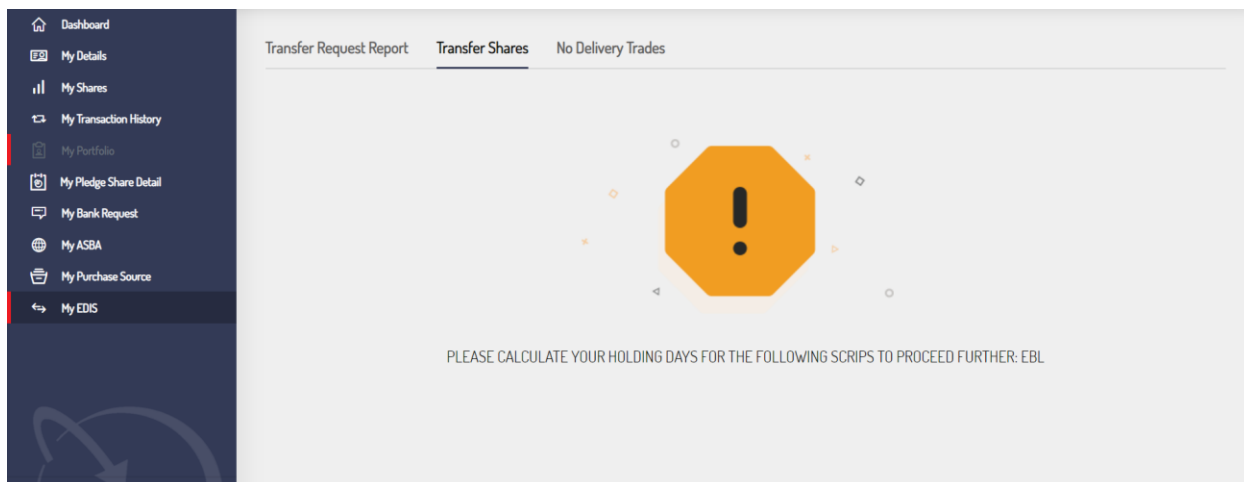 Dashboard
My Details
My Shares
My Transaction History
My Portfolio
My Pledge Share Detail
My Bank Request
My ASBA
My Purchase Source
My EDIS
Transfer Request Report Transfer Shares No Delivery Trades
PLEASE CALCULATE YOUR HOLDING DAYS FOR THE FOLLOWING SCRIPS TO PROCEED FURTHER: EBL